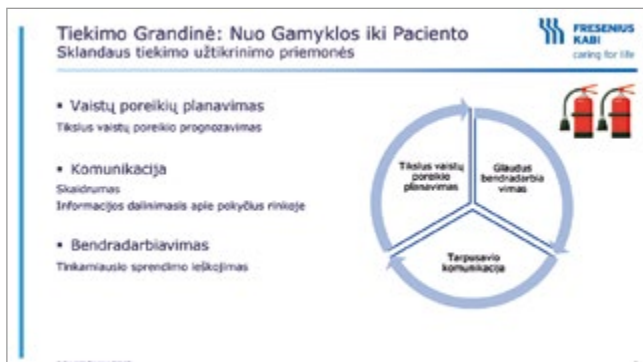 Tiekimo Grandinė: Nuo Gamyklos iki Paciento
Sklandaus tiekimo užtikrinimo priemonės
FRESENIUS
KABI
caring for life
▪ Vaistų poreikių planavimas
Tikslus vaistų poreikio prognozavimas
▪ Komunikacija
Skaidrumas
Informacijos dalinimasis apie pokyčius rinkoje
▪ Bendradarbiavimas
Tinkamiausio sprendimo ieškojimas
Tikslus vaistų
poreikio
planavimas
Glaudus
bendradarbia
vimas
Tarpusavio
komunikacija